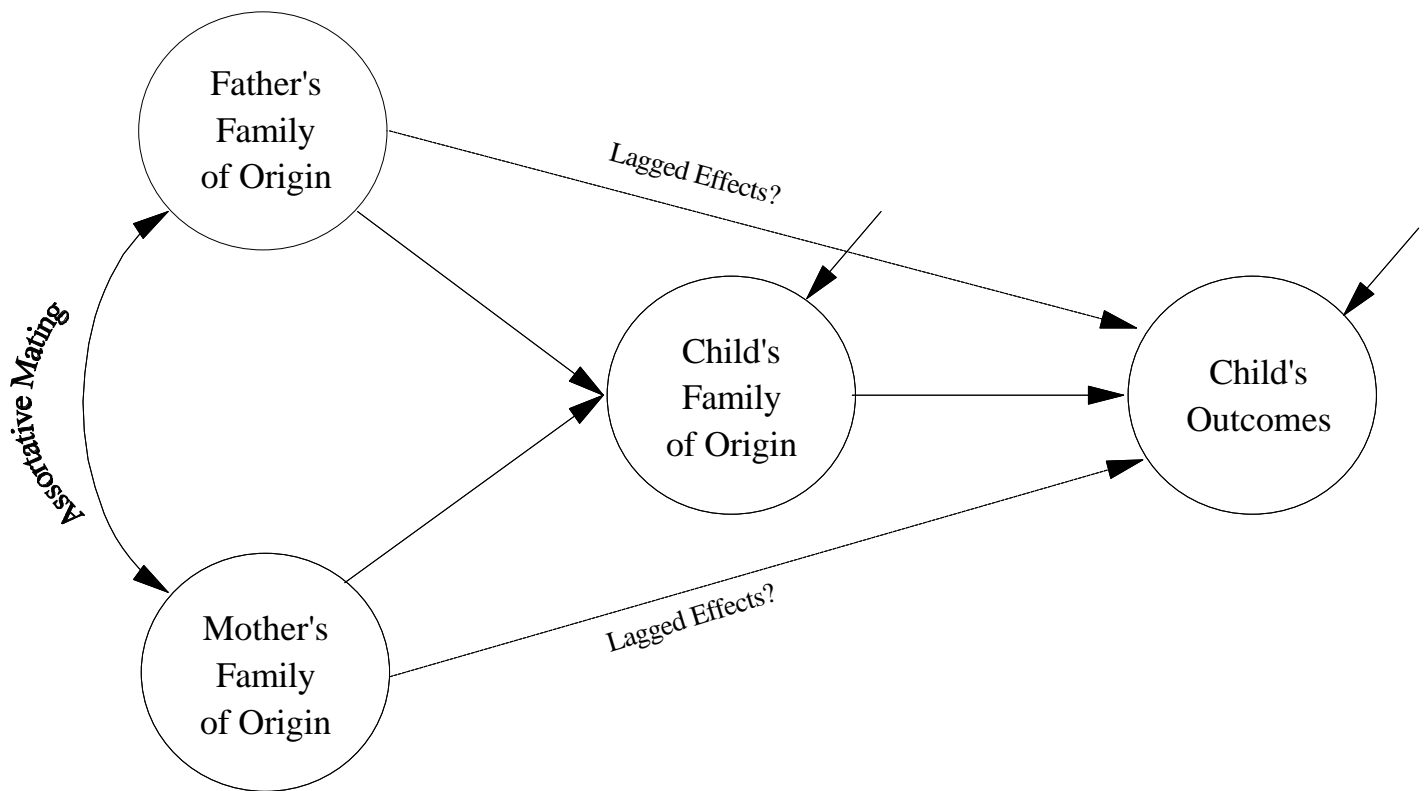 Father's
Family
of Origin
Lagged Effects?
Assortative Mating
Child's
Family
of Origin
Child's
Outcomes
Mother's
Family
of Origin
Lagged Effects?